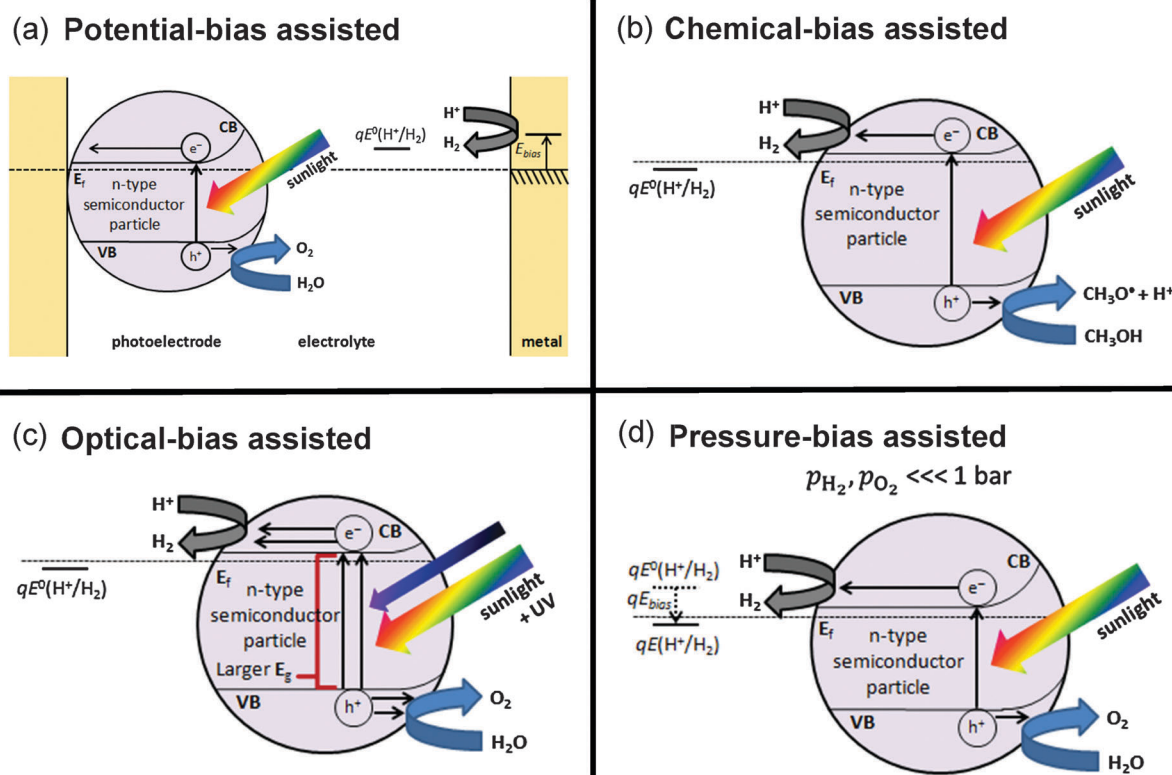 (a) Potential-bias assisted
CB
e⁻
qE⁰(H⁺/H₂)
H⁺
H₂
E_bias
sunlight
E_f
n-type
semiconductor
particle
VB
h⁺
O₂
H₂O
photoelectrode
electrolyte
metal
(b) Chemical-bias assisted
H⁺
H₂
e⁻
CB
qE⁰(H⁺/H₂)
E_f
n-type
semiconductor
particle
sunlight
VB
h⁺
CH₃O• + H⁺
CH₃OH
(c) Optical-bias assisted
H⁺
H₂
e⁻
CB
qE⁰(H⁺/H₂)
E_f
n-type
semiconductor
particle
Larger E_g
sunlight
+ UV
VB
h⁺
O₂
H₂O
(d) Pressure-bias assisted
p_H₂, p_O₂ <<< 1 bar
H⁺
H₂
e⁻
CB
qE⁰(H⁺/H₂)
qE_bias
qE(H⁺/H₂)
E_f
n-type
semiconductor
particle
sunlight
VB
h⁺
O₂
H₂O